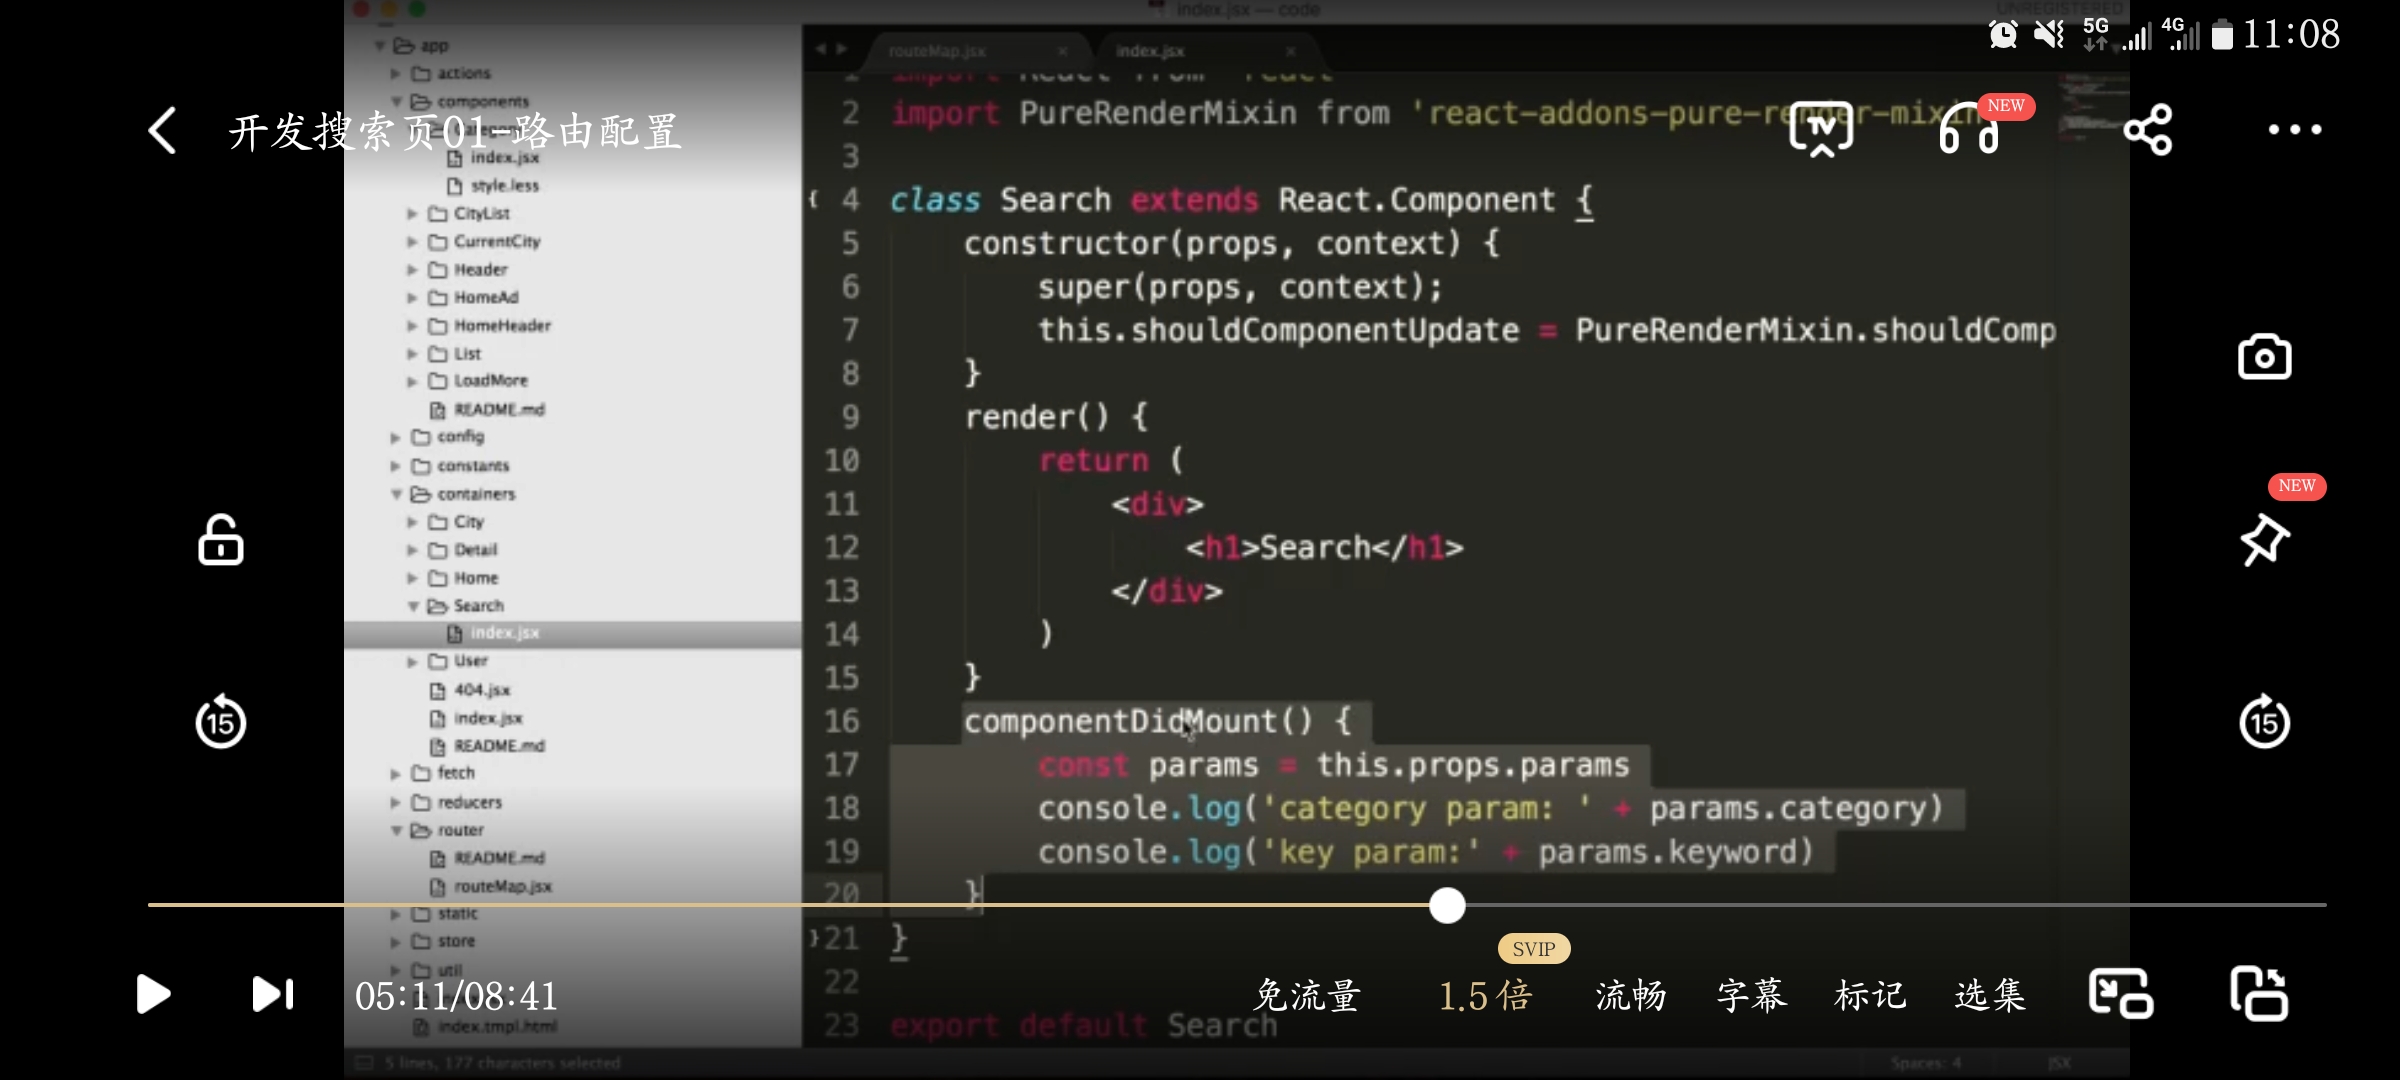 index.jsx — code
UNREGISTERED
5G 4G 11:08
app
actions
components
index.jsx
style.less
CityList
CurrentCity
Header
HomeAd
HomeHeader
List
LoadMore
README.md
config
constants
containers
City
Detail
Home
Search
index.jsx
User
404.jsx
index.jsx
README.md
fetch
reducers
router
README.md
routeMap.jsx
static
store
util
index.tmpl.html
开发搜索页01-路由配置
NEW
routeMap.jsx × index.jsx ×
1 import React from 'react'
2 import PureRenderMixin from 'react-addons-pure-render-mixin
3
4 class Search extends React.Component {
5 constructor(props, context) {
6 super(props, context);
7 this.shouldComponentUpdate = PureRenderMixin.shouldComp
8 }
9 render() {
10 return (
11 <div>
12 <h1>Search</h1>
13 </div>
14 )
15 }
16 componentDidMount() {
17 const params = this.props.params
18 console.log('category param: ' + params.category)
19 console.log('key param:' + params.keyword)
20 }
21 }
22
23 export default Search
NEW
15
15
05:11/08:41
免流量
SVIP
1.5倍
流畅
字幕
标记
选集
5 lines, 177 characters selected
Spaces: 4
JSX